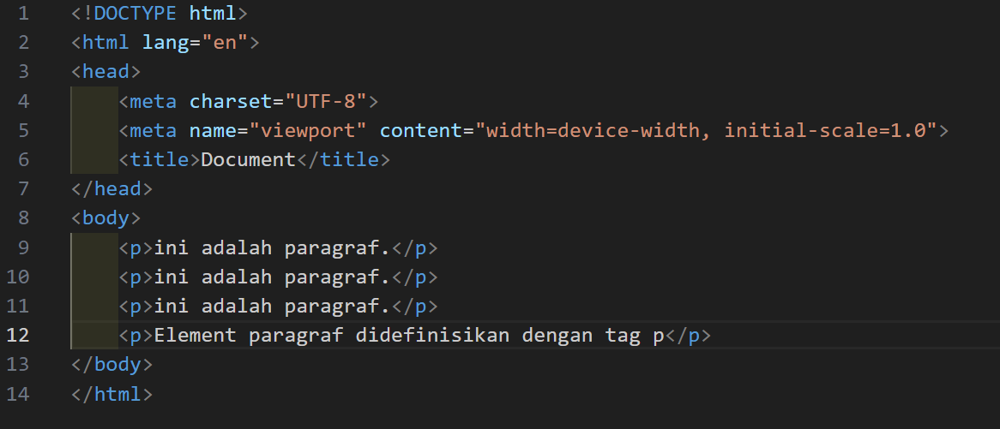 1 <!DOCTYPE html>
2 <html lang="en">
3 <head>
4     <meta charset="UTF-8">
5     <meta name="viewport" content="width=device-width, initial-scale=1.0">
6     <title>Document</title>
7 </head>
8 <body>
9     <p>ini adalah paragraf.</p>
10     <p>ini adalah paragraf.</p>
11     <p>ini adalah paragraf.</p>
12     <p>Element paragraf didefinisikan dengan tag p</p>
13 </body>
14 </html>